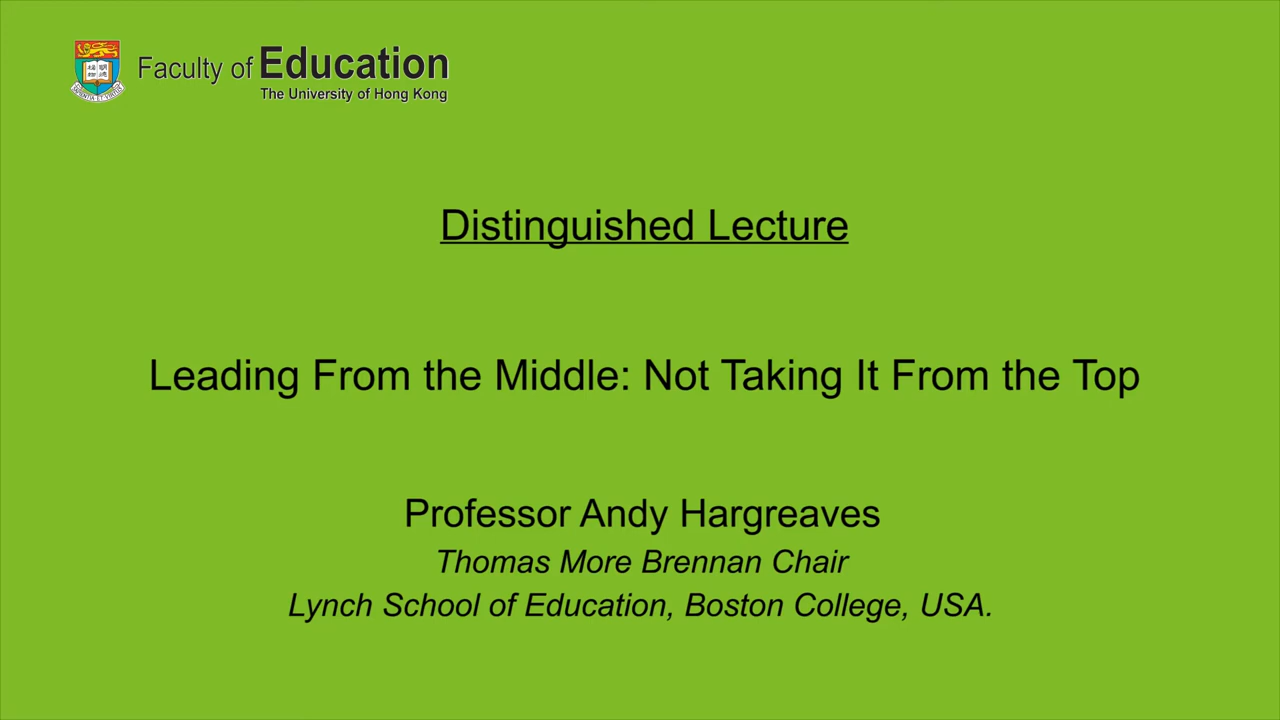 Faculty of Education
The University of Hong Kong
Distinguished Lecture
Leading From the Middle: Not Taking It From the Top
Professor Andy Hargreaves
Thomas More Brennan Chair
Lynch School of Education, Boston College, USA.